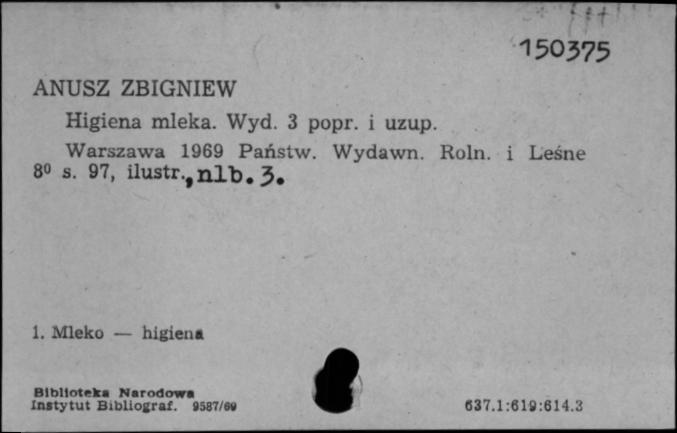 150375
ANUSZ ZBIGNIEW
Higiena mleka. Wyd. 3 popr. i uzup.
Warszawa 1969 Państw. Wydawn. Roln. i Leśne
8⁰ s. 97, ilustr., nlb. 3.
1. Mleko — higiena
Biblioteka Narodowa
Instytut Bibliograf. 9587/69
637.1:619:614.3